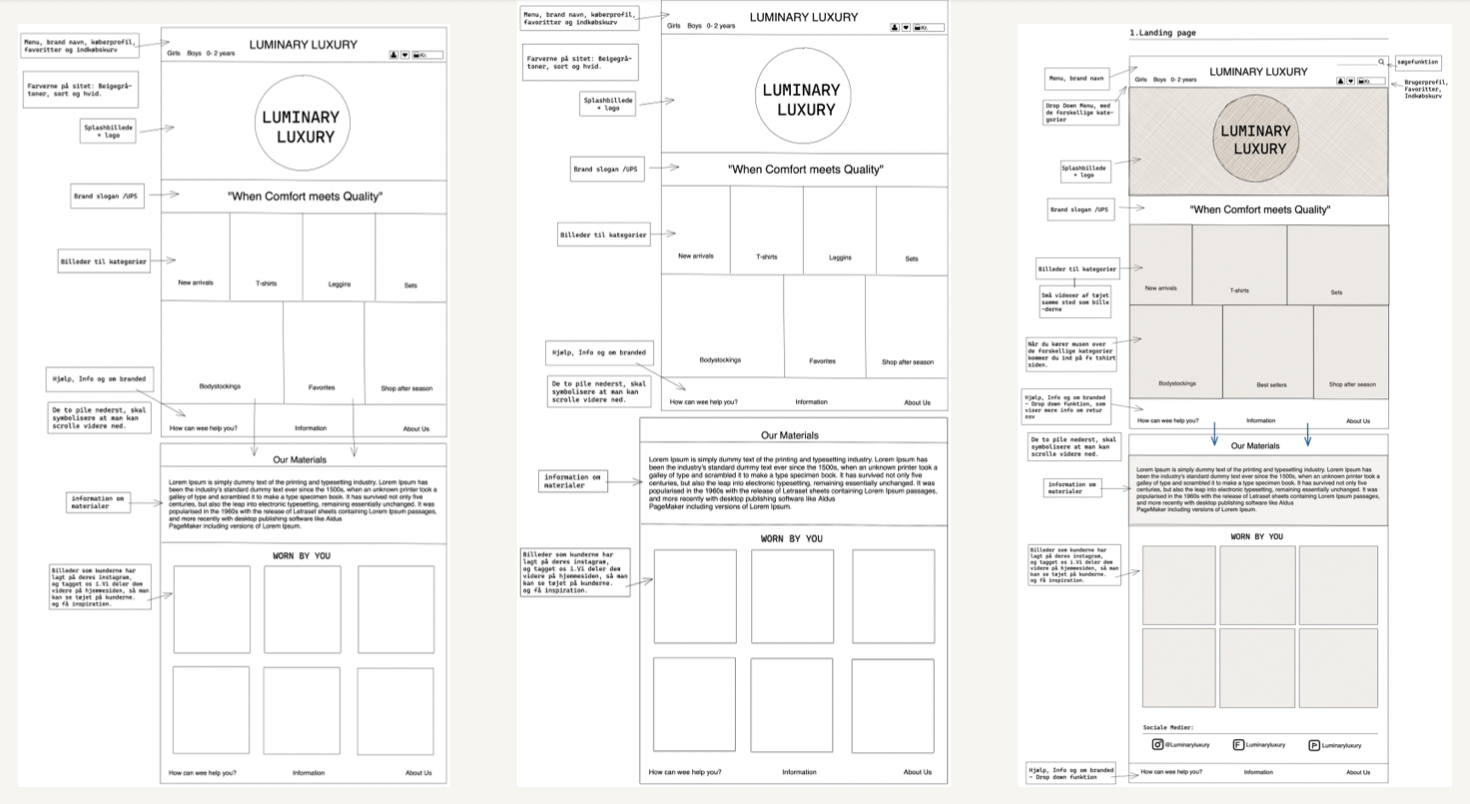 Menu, brand navn, køberprofil,
favoritter og indkøbskurv
LUMINARY LUXURY
Girls Boys 0- 2 years
Kr.
Farverne på sitet: Beigegrå-
toner, sort og hvid.
LUMINARY
LUXURY
Splashbillede
+ logo
Brand slogan /UPS
"When Comfort meets Quality"
Billeder til kategorier
New arrivals
T-shirts
Leggins
Sets
Hjælp, Info og om branded
Bodystockings
Favorites
Shop after season
De to pile nederst, skal
symbolisere at man kan
scrolle videre ned.
How can wee help you?
Information
About Us
Our Materials
information om
materialer
Lorem Ipsum is simply dummy text of the printing and typesetting industry. Lorem Ipsum has
been the industry's standard dummy text ever since the 1500s, when an unknown printer took a
galley of type and scrambled it to make a type specimen book. It has survived not only five
centuries, but also the leap into electronic typesetting, remaining essentially unchanged. It was
popularised in the 1960s with the release of Letraset sheets containing Lorem Ipsum passages,
and more recently with desktop publishing software like Aldus
PageMaker including versions of Lorem Ipsum.
WORN BY YOU
Billeder som kunderne har
lagt på deres instagram,
og tagget os i.Vi deler dem
videre på hjemmesiden, så man
kan se tøjet på kunderne.
og få inspiration.
How can wee help you?
Information
About Us
Menu, brand navn, køberprofil,
favoritter og indkøbskurv
LUMINARY LUXURY
Girls Boys 0- 2 years
Kr.
Farverne på sitet: Beigegrå-
toner, sort og hvid.
LUMINARY
LUXURY
Splashbillede
+ logo
Brand slogan /UPS
"When Comfort meets Quality"
Billeder til kategorier
New arrivals
T-shirts
Leggins
Sets
Hjælp, Info og om branded
Bodystockings
Favorites
Shop after season
De to pile nederst, skal
symbolisere at man kan
scrolle videre ned.
How can wee help you?
Information
About Us
Our Materials
information om
materialer
Lorem Ipsum is simply dummy text of the printing and typesetting industry. Lorem Ipsum has
been the industry's standard dummy text ever since the 1500s, when an unknown printer took a
galley of type and scrambled it to make a type specimen book. It has survived not only five
centuries, but also the leap into electronic typesetting, remaining essentially unchanged. It was
popularised in the 1960s with the release of Letraset sheets containing Lorem Ipsum passages,
and more recently with desktop publishing software like Aldus
PageMaker including versions of Lorem Ipsum.
WORN BY YOU
Billeder som kunderne har
lagt på deres instagram,
og tagget os i.Vi deler dem
videre på hjemmesiden, så man
kan se tøjet på kunderne.
og få inspiration.
How can wee help you?
Information
About Us
1.Landing page
søgefunktion
Menu, brand navn
LUMINARY LUXURY
Girls Boys 0- 2 years
Kr.
Brugerprofil,
Favoritter,
Indkøbskurv
Drop Down Menu, med
de forskellige kate-
gorier
LUMINARY
LUXURY
Splashbillede
+ logo
Brand slogan /UPS
"When Comfort meets Quality"
Billeder til kategorier
Små videoer af tøjet
samme sted som bille
-derne
New arrivals
T-shirts
Sets
Når du kører musen over
de forskellige kategorier
kommer du ind på fx tshirt
siden.
Bodystockings
Best sellers
Shop after season
Hjælp, Info og om branded
- Drop down funktion, som
viser mere info om retur
osv
How can wee help you?
Information
About Us
De to pile nederst, skal
symbolisere at man kan
scrolle videre ned.
Our Materials
information om
materialer
Lorem Ipsum is simply dummy text of the printing and typesetting industry. Lorem Ipsum has
been the industry's standard dummy text ever since the 1500s, when an unknown printer took a
galley of type and scrambled it to make a type specimen book. It has survived not only five
centuries, but also the leap into electronic typesetting, remaining essentially unchanged. It was
popularised in the 1960s with the release of Letraset sheets containing Lorem Ipsum passages,
and more recently with desktop publishing software like Aldus
PageMaker including versions of Lorem Ipsum.
WORN BY YOU
Billeder som kunderne har
lagt på deres instagram,
og tagget os i.Vi deler dem
videre på hjemmesiden, så man
kan se tøjet på kunderne.
og få inspiration.
Sociale Medier:
@Luminaryluxury
Luminaryluxury
Luminaryluxury
Hjælp, Info og om branded
- Drop down funktion
How can wee help you?
Information
About Us